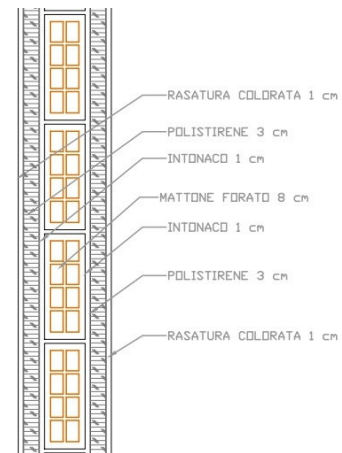 RASATURA COLORATA 1 cm
POLISTIRENE 3 cm
INTONACO 1 cm
MATTONE FORATO 8 cm
INTONACO 1 cm
POLISTIRENE 3 cm
RASATURA COLORATA 1 cm